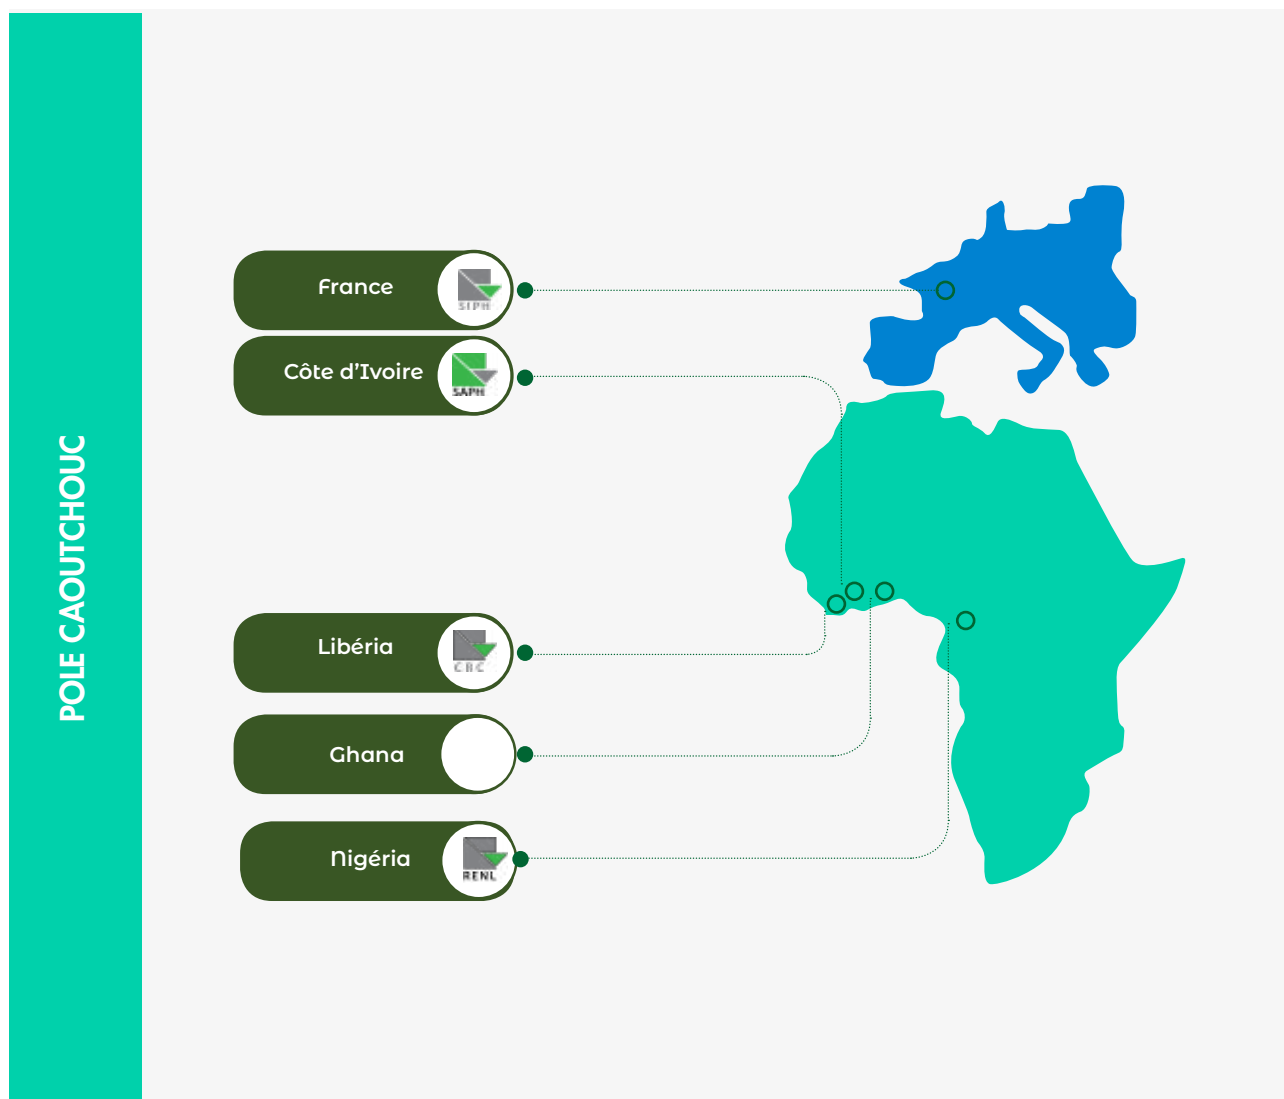 POLE CAOUTCHOUC
France
SIPH
Côte d’Ivoire
SAPH
Libéria
CRC
Ghana
Nigéria
RENL